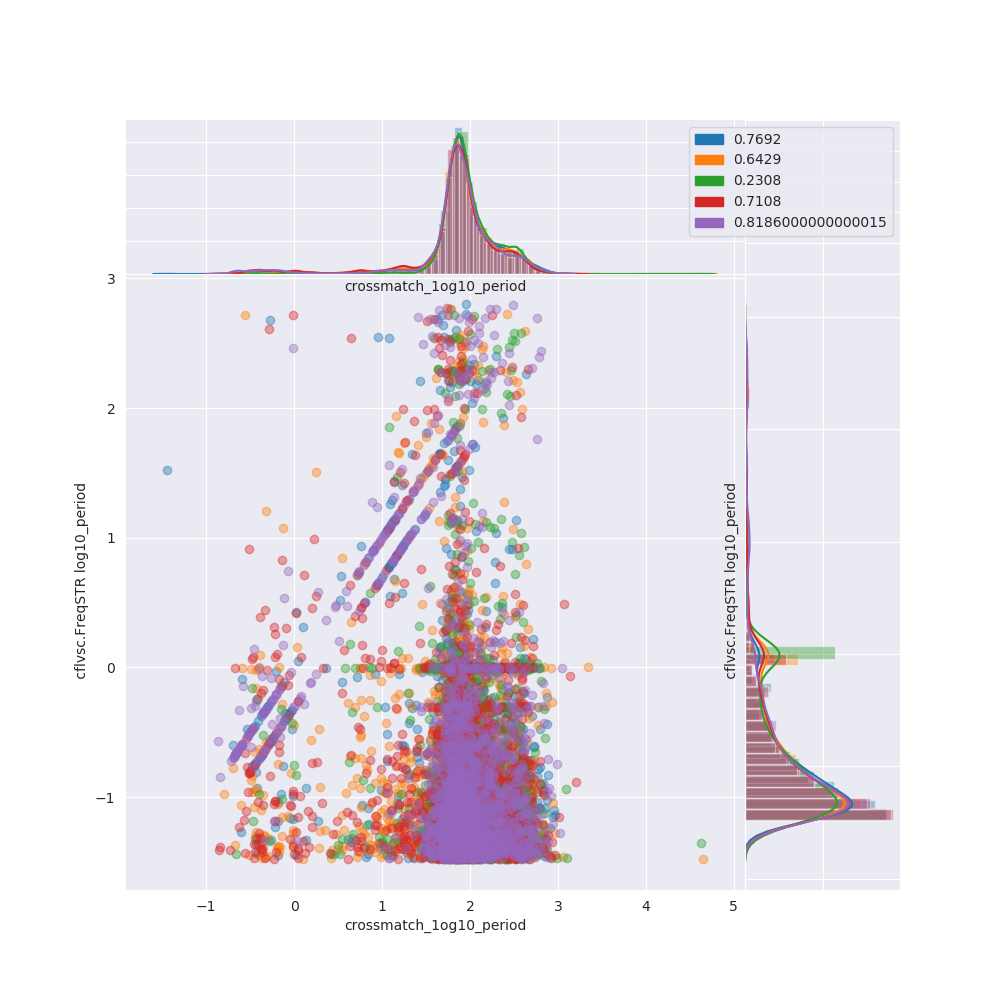 0.7692
0.6429
0.2308
0.7108
0.8186000000000015
crossmatch_1og10_period
3
2
1
0
−1
cflvsc.FreqSTR log10_period
cflvsc.FreqSTR log10_period
−1 0 1 2 3 4 5
crossmatch_1og10_period